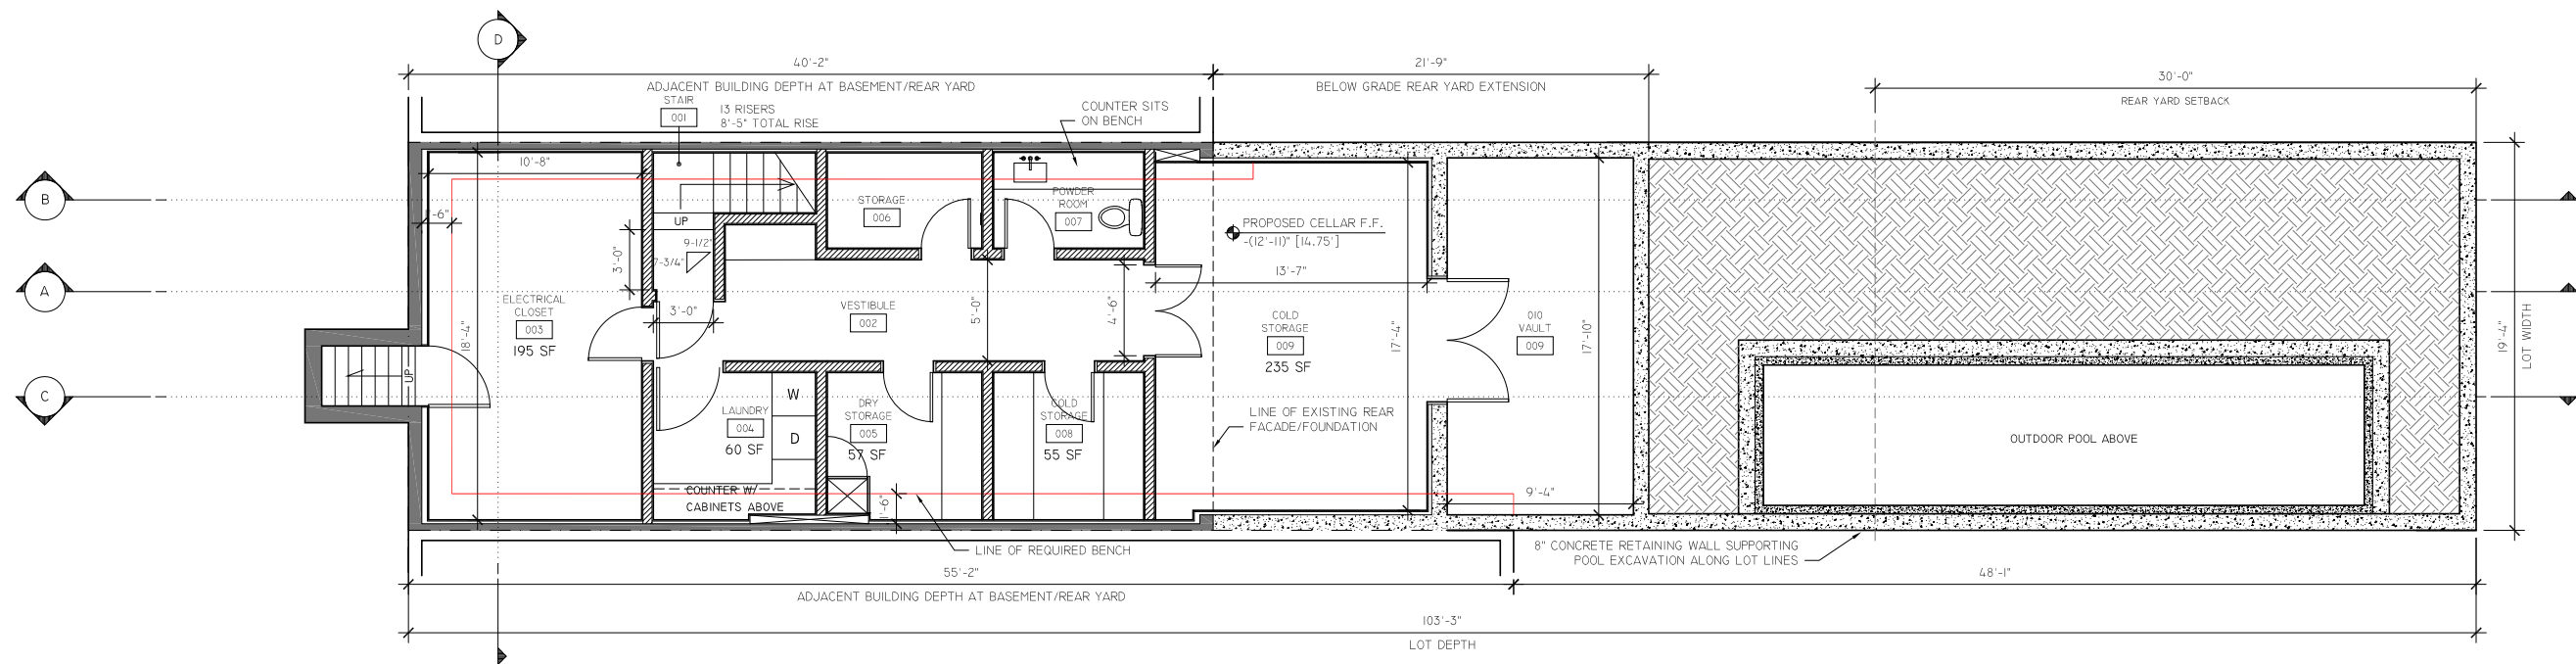 D
40'-2"
21'-9"
30'-0"
ADJACENT BUILDING DEPTH AT BASEMENT/REAR YARD
BELOW GRADE REAR YARD EXTENSION
REAR YARD SETBACK
STAIR
001
13 RISERS
8'-5" TOTAL RISE
COUNTER SITS
ON BENCH
10'-8"
B
-6"
UP
STORAGE
006
POWDER
ROOM
007
PROPOSED CELLAR F.F.
-(12'-11)" [14.75']
9-1/2"
7-3/4"
3'-0"
13'-7"
A
ELECTRICAL
CLOSET
003
195 SF
18'-4"
3'-0"
VESTIBULE
002
5'-0"
4'-6"
COLD
STORAGE
009
235 SF
17'-4"
010
VAULT
009
17'-10"
19'-4"
LOT WIDTH
UP
C
W
LAUNDRY
004
60 SF
D
DRY
STORAGE
005
57 SF
COLD
STORAGE
008
55 SF
LINE OF EXISTING REAR
FACADE/FOUNDATION
OUTDOOR POOL ABOVE
COUNTER W/
CABINETS ABOVE
1'-6"
9'-4"
LINE OF REQUIRED BENCH
8" CONCRETE RETAINING WALL SUPPORTING
POOL EXCAVATION ALONG LOT LINES
55'-2"
48'-1"
ADJACENT BUILDING DEPTH AT BASEMENT/REAR YARD
103'-3"
LOT DEPTH